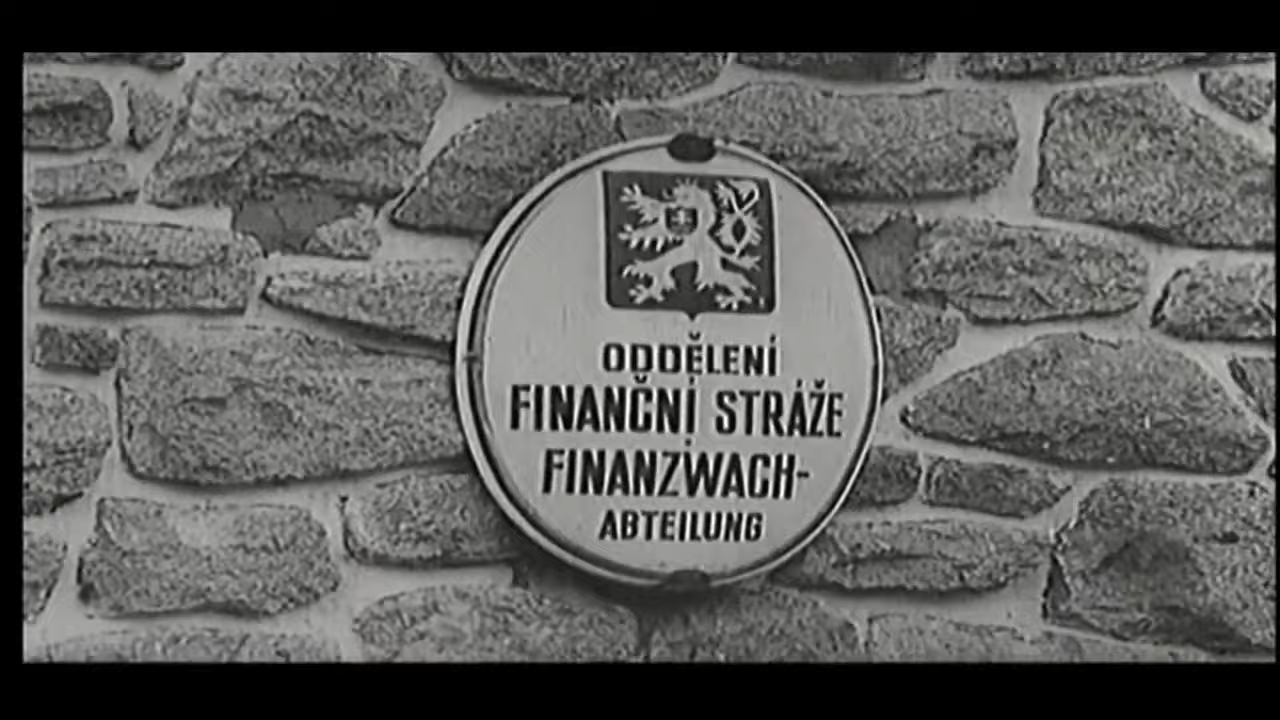 ODDĚLENÍ
FINANČNÍ STRÁŽE
FINANZWACH-
ABTEILUNG